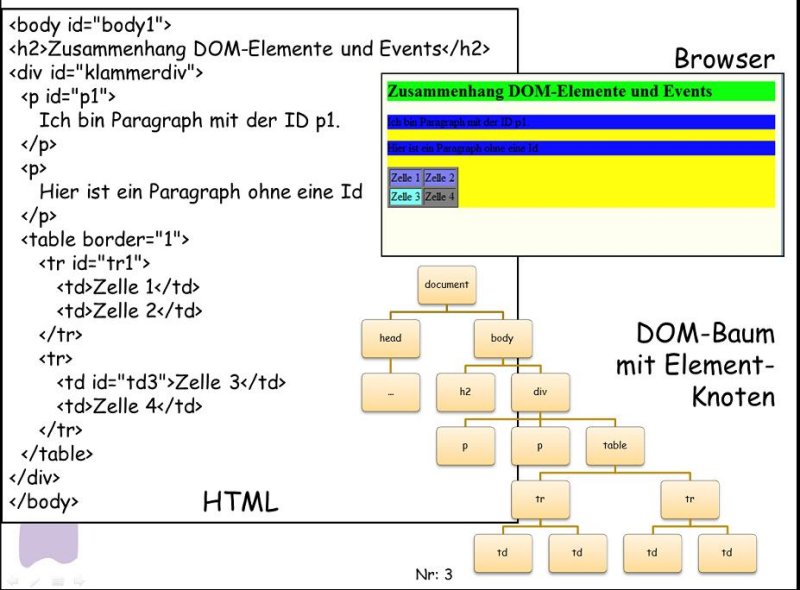 <body id="body1">
<h2>Zusammenhang DOM-Elemente und Events</h2>
<div id="klammerdiv">
<p id="p1">
Ich bin Paragraph mit der ID p1.
</p>
<p>
Hier ist ein Paragraph ohne eine Id
</p>
<table border="1">
<tr id="tr1">
<td>Zelle 1</td>
<td>Zelle 2</td>
</tr>
<tr>
<td id="td3">Zelle 3</td>
<td>Zelle 4</td>
</tr>
</table>
</div>
</body>
HTML
Browser
Zusammenhang DOM-Elemente und Events
Ich bin Paragraph mit der ID p1.
Hier ist ein Paragraph ohne eine Id
Zelle 1 Zelle 2
Zelle 3 Zelle 4
DOM-Baum
mit Element-
Knoten
document
head body
... h2 div
p p table
tr tr
td td td td
Nr: 3